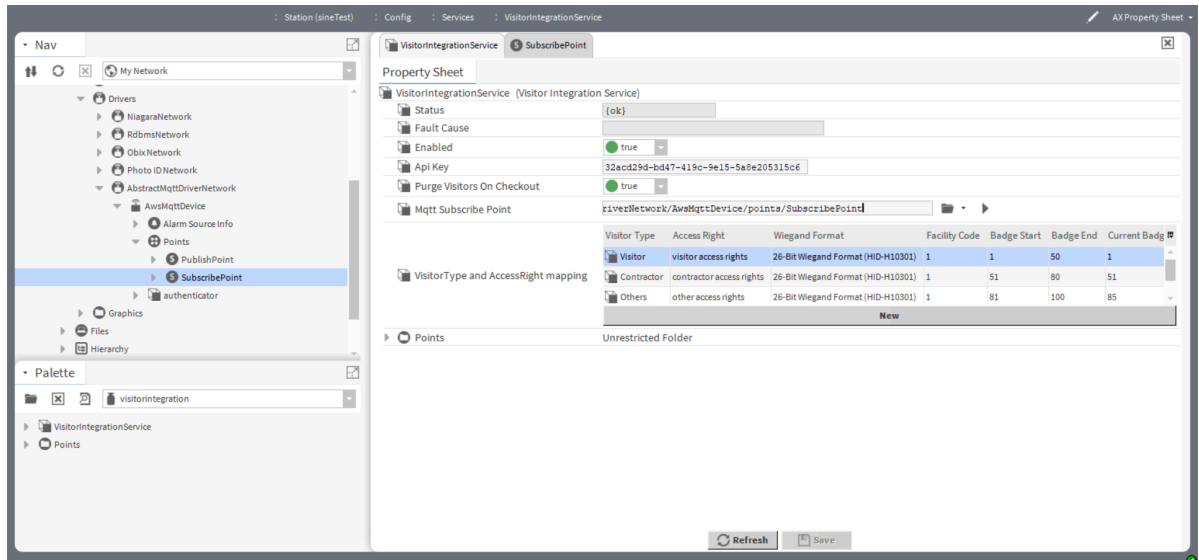 : Station (sineTest) : Config : Services : VisitorIntegrationService AX Property Sheet
Nav
My Network
Drivers
NiagaraNetwork
RdbmsNetwork
ObixNetwork
Photo ID Network
AbstractMqttDriverNetwork
AwsMqttDevice
Alarm Source Info
Points
PublishPoint
SubscribePoint
authenticator
Graphics
Files
Hierarchy
Palette
visitorintegration
VisitorIntegrationService
Points
VisitorIntegrationService SubscribePoint
Property Sheet
VisitorIntegrationService (Visitor Integration Service)
Status {ok}
Fault Cause
Enabled true
Api Key 32acd29d-bd47-419c-9e15-5a8e205315c6
Purge Visitors On Checkout true
Mqtt Subscribe Point riverNetwork/AwsMqttDevice/points/SubscribePoint
VisitorType and AccessRight mapping
Visitor Type Access Right Wiegand Format Facility Code Badge Start Badge End Current Badg
Visitor visitor access rights 26-Bit Wiegand Format (HID-H10301) 1 1 50 1
Contractor contractor access rights 26-Bit Wiegand Format (HID-H10301) 1 51 80 51
Others other access rights 26-Bit Wiegand Format (HID-H10301) 1 81 100 85
New
Points Unrestricted Folder
Refresh Save